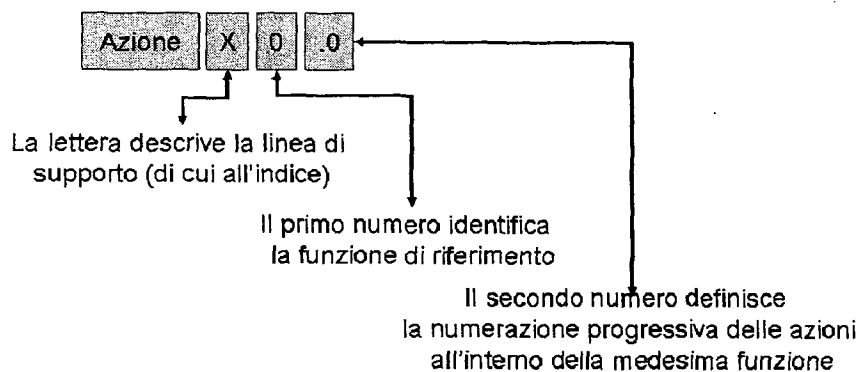 Azione X 0 .0
La lettera descrive la linea di
supporto (di cui all'indice)
Il primo numero identifica
la funzione di riferimento
Il secondo numero definisce
la numerazione progressiva delle azioni
all'interno della medesima funzione